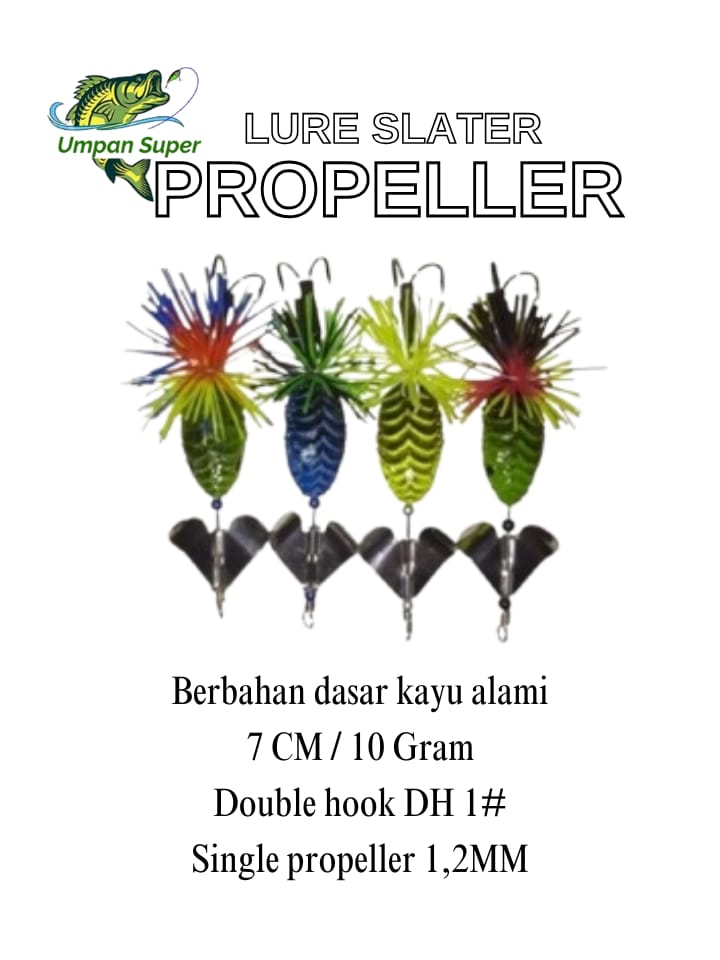 Umpan Super
LURE SLATER
PROPELLER
Berbahan dasar kayu alami
7 CM / 10 Gram
Double hook DH 1#
Single propeller 1,2MM